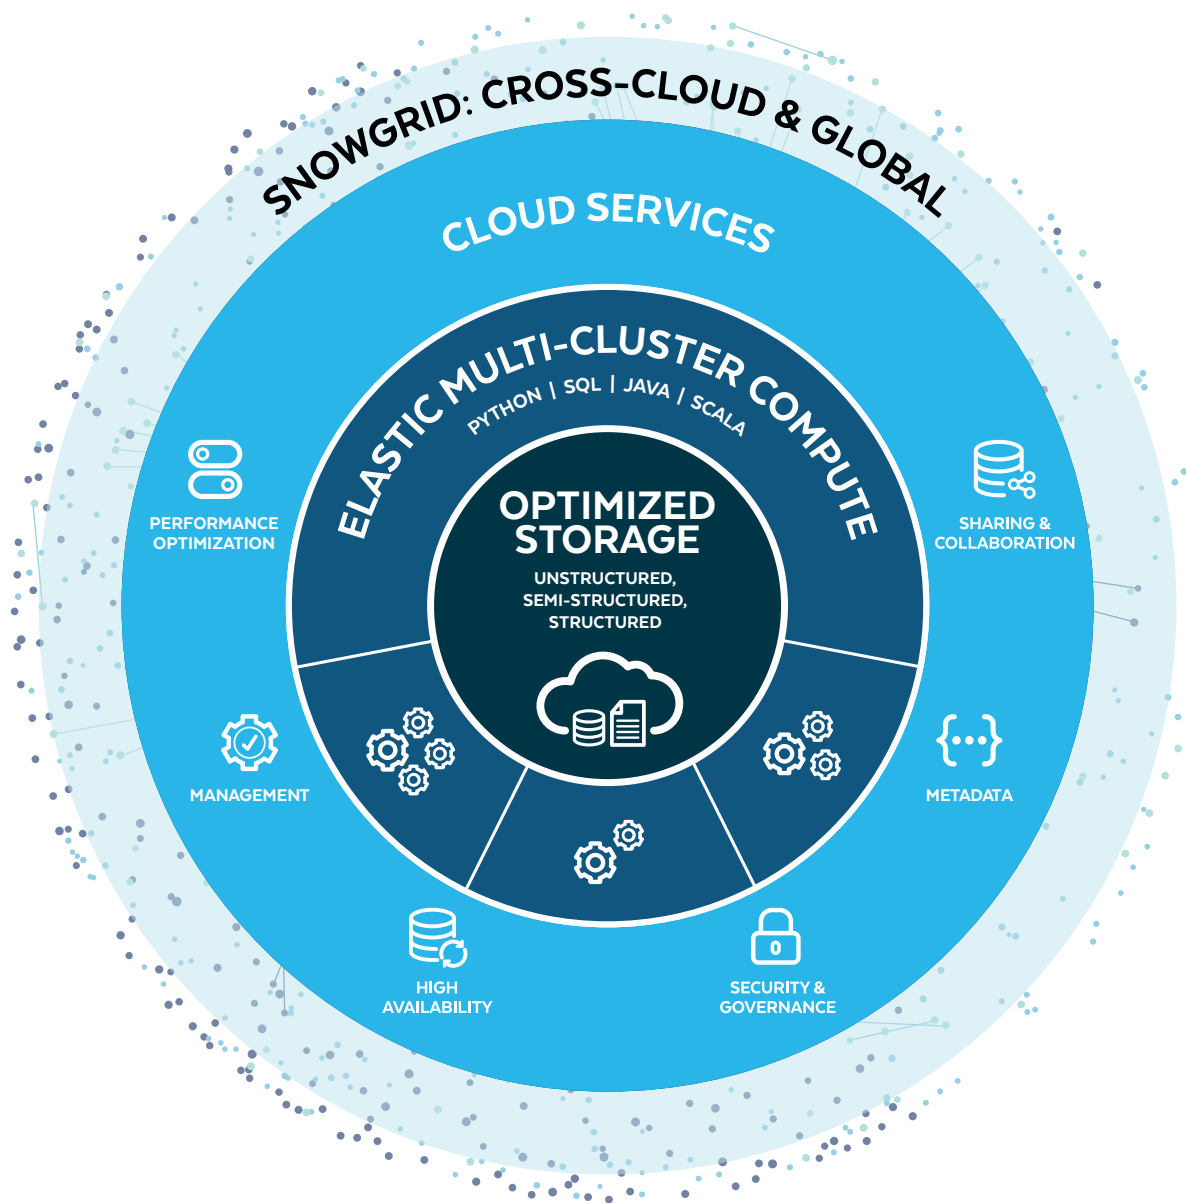 SNOWGRID: CROSS-CLOUD & GLOBAL
CLOUD SERVICES
ELASTIC MULTI-CLUSTER COMPUTE
PYTHON | SQL | JAVA | SCALA
OPTIMIZED
STORAGE
UNSTRUCTURED,
SEMI-STRUCTURED,
STRUCTURED
PERFORMANCE
OPTIMIZATION
SHARING &
COLLABORATION
MANAGEMENT
METADATA
HIGH
AVAILABILITY
SECURITY &
GOVERNANCE